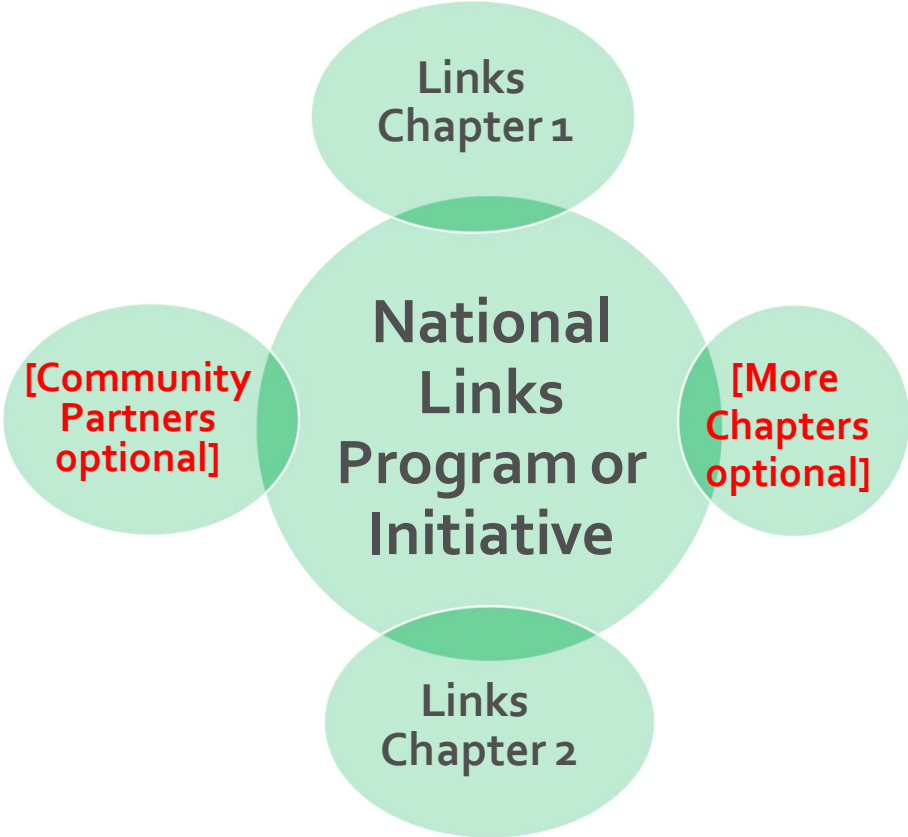 Links
Chapter 1
National
Links
Program or
Initiative
[Community
Partners
optional]
[More
Chapters
optional]
Links
Chapter 2